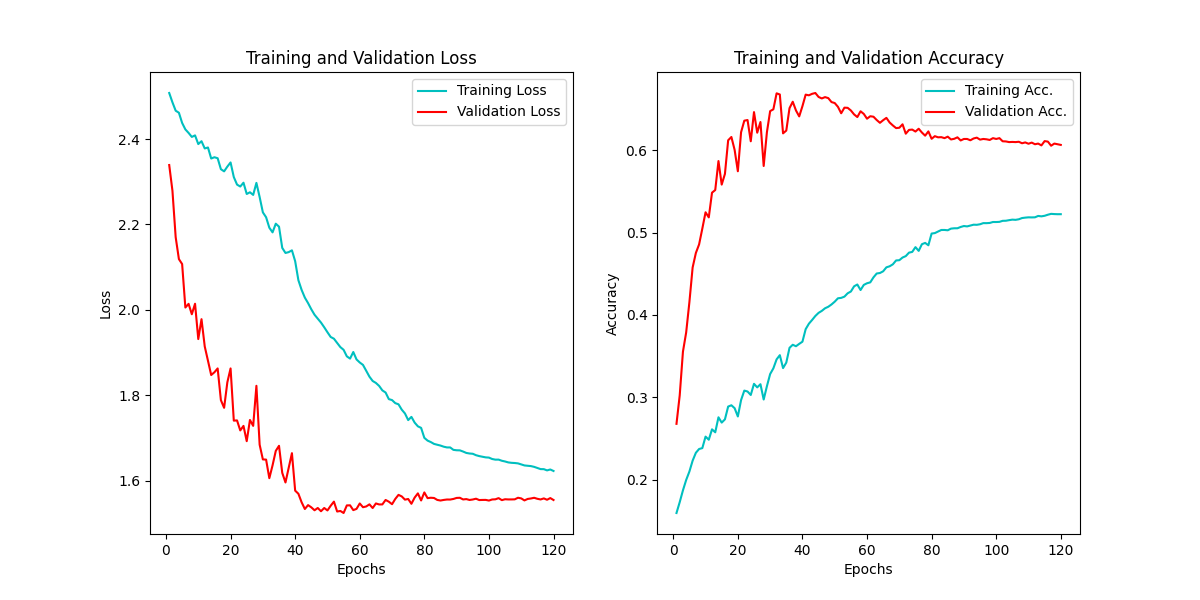 Training and Validation Loss
Training Loss
Validation Loss
2.4
2.2
2.0
1.8
1.6
Loss
0 20 40 60 80 100 120
Epochs
Training and Validation Accuracy
Training Acc.
Validation Acc.
0.6
0.5
0.4
0.3
0.2
Accuracy
0 20 40 60 80 100 120
Epochs